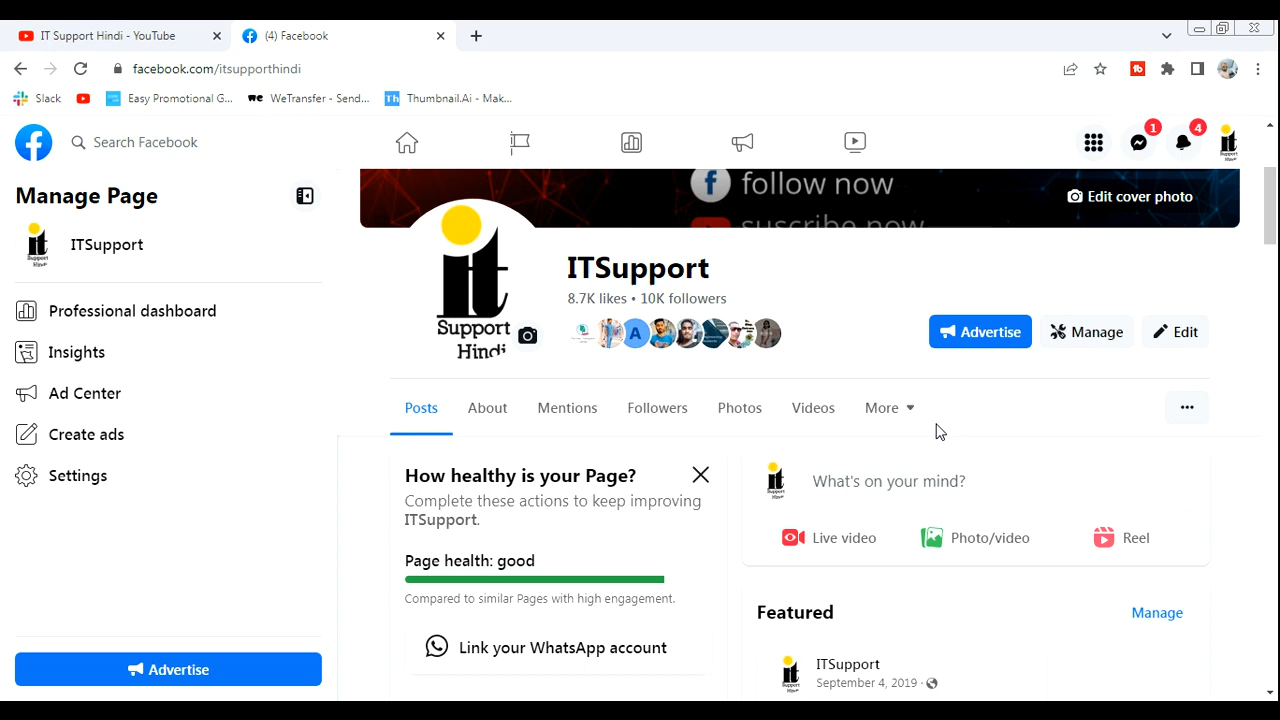 IT Support Hindi - YouTube
(4) Facebook
facebook.com/itsupporthindi
Slack
Easy Promotional G...
WeTransfer - Send...
Thumbnail.Ai - Mak...
Search Facebook
1
4
Manage Page
ITSupport
Professional dashboard
Insights
Ad Center
Create ads
Settings
Advertise
follow now
suscribe now
Edit cover photo
it
Support
Hindi
ITSupport
8.7K likes • 10K followers
A
Advertise
Manage
Edit
Posts
About
Mentions
Followers
Photos
Videos
More
How healthy is your Page?
Complete these actions to keep improving
ITSupport.
Page health: good
Compared to similar Pages with high engagement.
Link your WhatsApp account
What's on your mind?
Live video
Photo/video
Reel
Featured
Manage
ITSupport
September 4, 2019